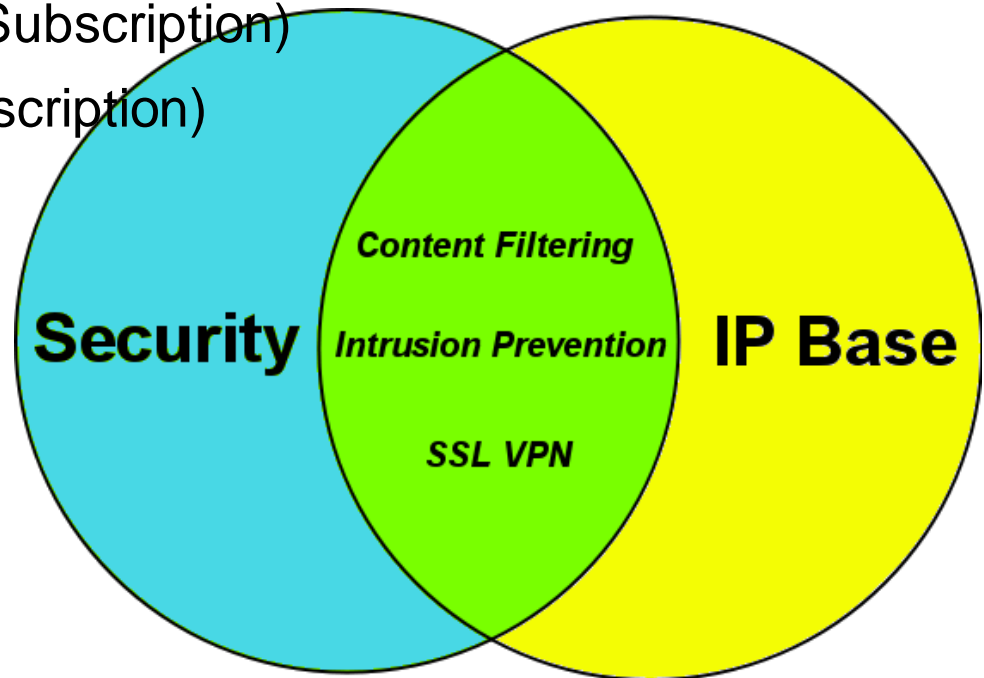 Subscription)
scription)
Content Filtering
Security
Intrusion Prevention
IP Base
SSL VPN